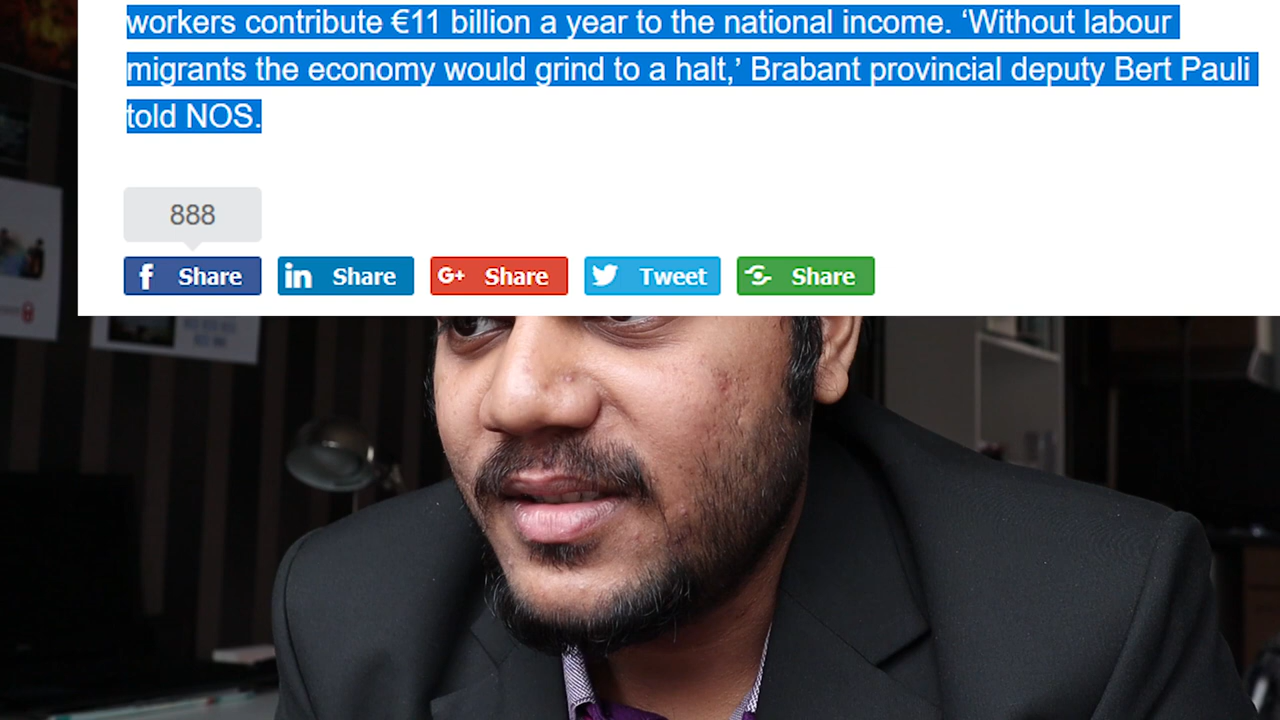 workers contribute €11 billion a year to the national income. ‘Without labour
migrants the economy would grind to a halt,’ Brabant provincial deputy Bert Pauli
told NOS.
888
f Share
in Share
G+ Share
Tweet
Share